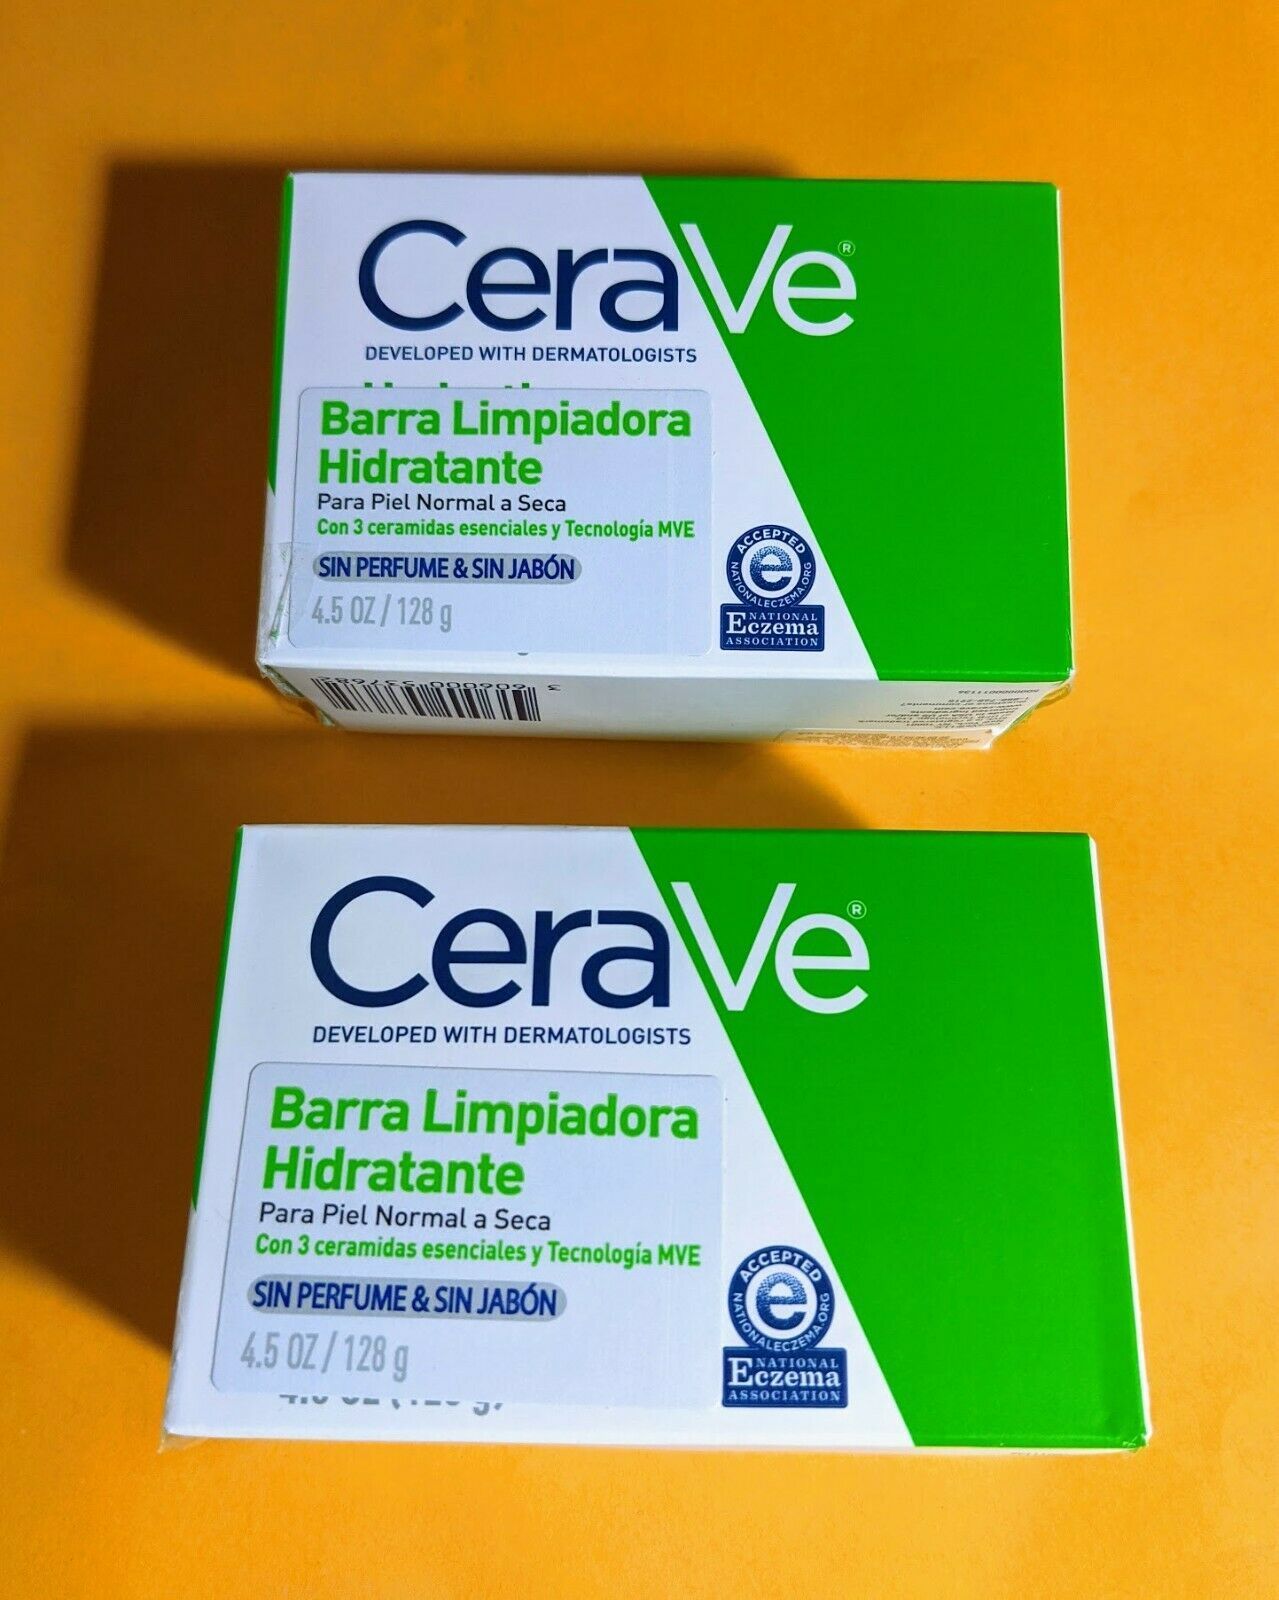 CeraVe®
DEVELOPED WITH DERMATOLOGISTS
Barra Limpiadora
Hidratante
Para Piel Normal a Seca
Con 3 ceramidas esenciales y Tecnología MVE
SIN PERFUME & SIN JABÓN
4.5 OZ / 128 g
ACCEPTED
NATIONALECZEMA.ORG
NATIONAL
Eczema
ASSOCIATION
CeraVe®
DEVELOPED WITH DERMATOLOGISTS
Barra Limpiadora
Hidratante
Para Piel Normal a Seca
Con 3 ceramidas esenciales y Tecnología MVE
SIN PERFUME & SIN JABÓN
4.5 OZ / 128 g
ACCEPTED
NATIONALECZEMA.ORG
NATIONAL
Eczema
ASSOCIATION